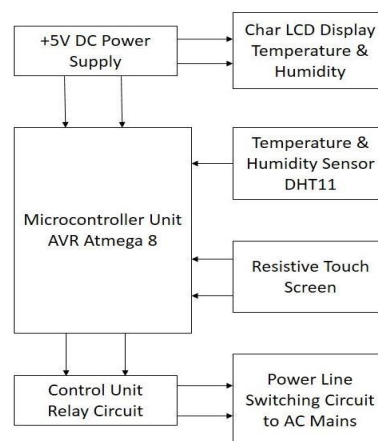 +5V DC Power
Supply
Char LCD Display
Temperature &
Humidity
Temperature &
Humidity Sensor
DHT11
Microcontroller Unit
AVR Atmega 8
Resistive Touch
Screen
Control Unit
Relay Circuit
Power Line
Switching Circuit
to AC Mains